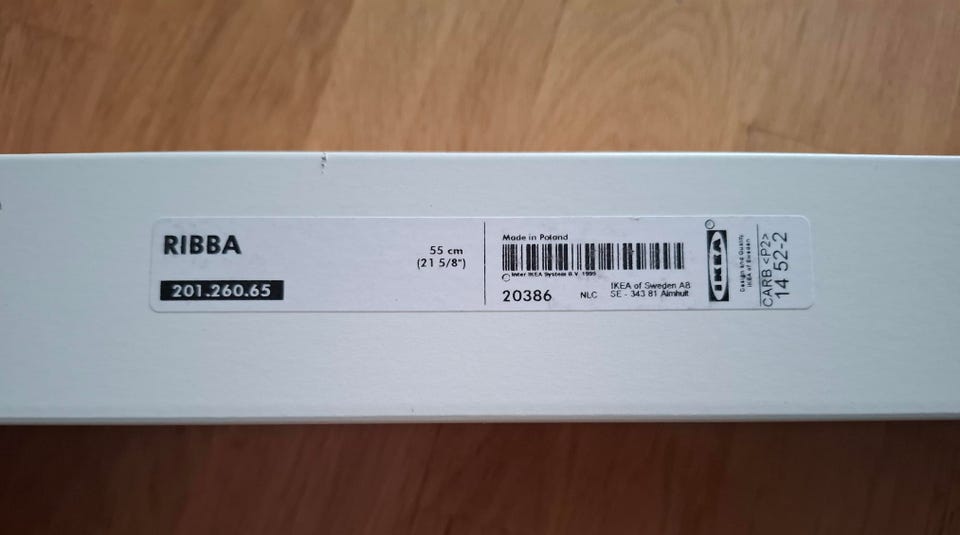 RIBBA
55 cm
(21 5/8")
201.260.65
Made in Poland
© Inter IKEA System B.V. 1999
20386
NLC
IKEA of Sweden AB
SE - 343 81 Älmhult
IKEA
Design and Quality
IKEA of Sweden
CARB <P2>
14 52-2